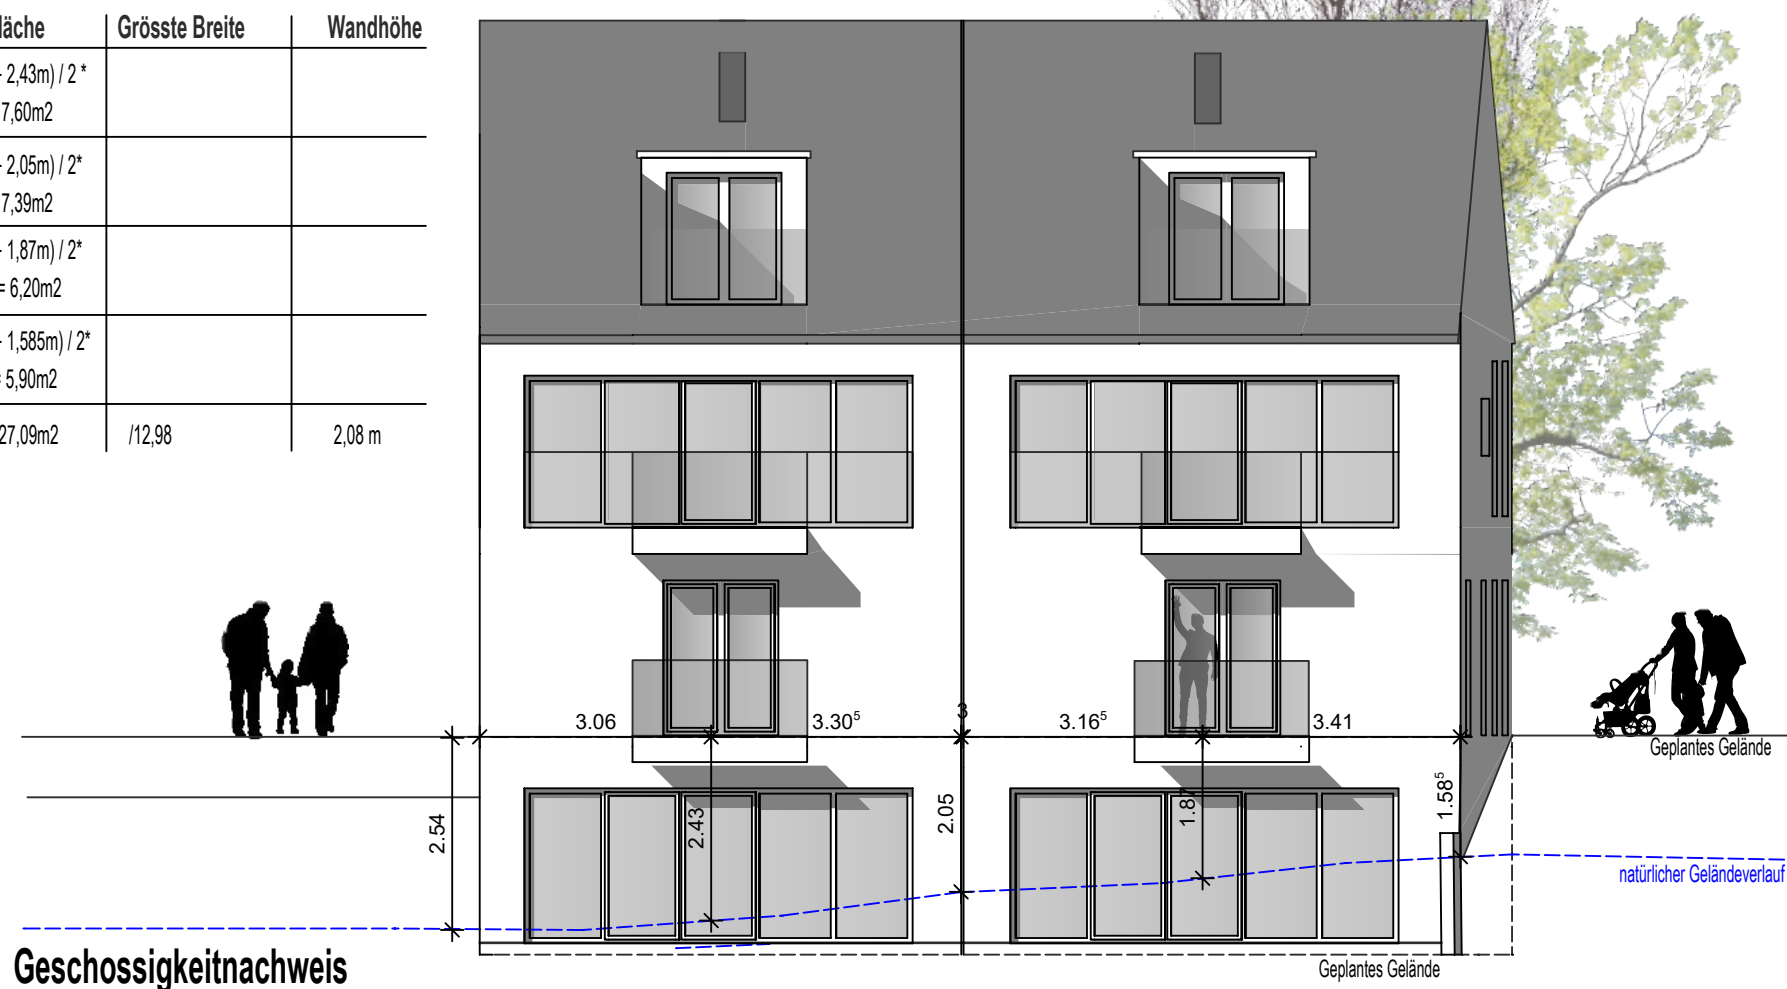 läche Grösste Breite Wandhöhe
- 2,43m) / 2 *
7,60m2
- 2,05m) / 2*
7,39m2
- 1,87m) / 2*
= 6,20m2
- 1,585m) / 2*
5,90m2
27,09m2 /12,98 2,08 m
3.06 3.30⁵ 3 3.16⁵ 3.41
Geplantes Gelände
2.54 2.43 2.05 1.87 1.58⁵
natürlicher Geländeverlauf
Geschossigkeitnachweis
Geplantes Gelände